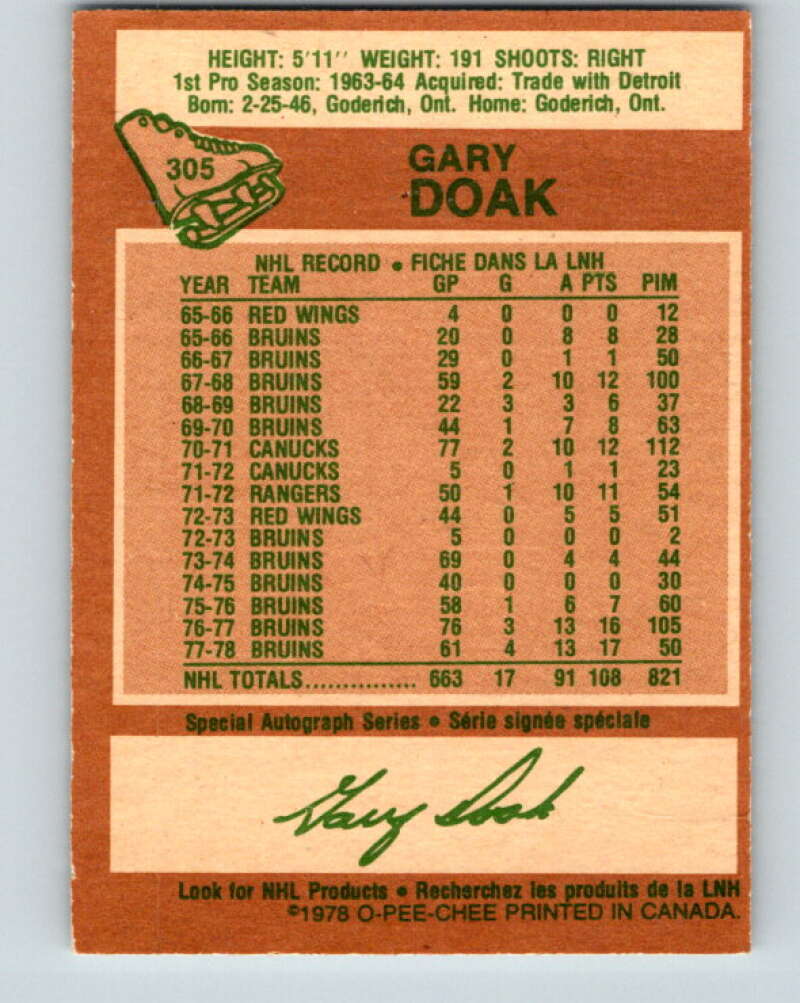 HEIGHT: 5'11'' WEIGHT: 191 SHOOTS: RIGHT
1st Pro Season: 1963-64 Acquired: Trade with Detroit
Born: 2-25-46, Goderich, Ont. Home: Goderich, Ont.
305
GARY
DOAK
NHL RECORD • FICHE DANS LA LNH
YEAR TEAM GP G A PTS PIM
65-66 RED WINGS 4 0 0 0 12
65-66 BRUINS 20 0 8 8 28
66-67 BRUINS 29 0 1 1 50
67-68 BRUINS 59 2 10 12 100
68-69 BRUINS 22 3 3 6 37
69-70 BRUINS 44 1 7 8 63
70-71 CANUCKS 77 2 10 12 112
71-72 CANUCKS 5 0 1 1 23
71-72 RANGERS 50 1 10 11 54
72-73 RED WINGS 44 0 5 5 51
72-73 BRUINS 5 0 0 0 2
73-74 BRUINS 69 0 4 4 44
74-75 BRUINS 40 0 0 0 30
75-76 BRUINS 58 1 6 7 60
76-77 BRUINS 76 3 13 16 105
77-78 BRUINS 61 4 13 17 50
NHL TOTALS............... 663 17 91 108 821
Special Autograph Series • Série signée spéciale
Gary Doak
Look for NHL Products • Recherchez les produits de la LNH
©1978 O-PEE-CHEE PRINTED IN CANADA.